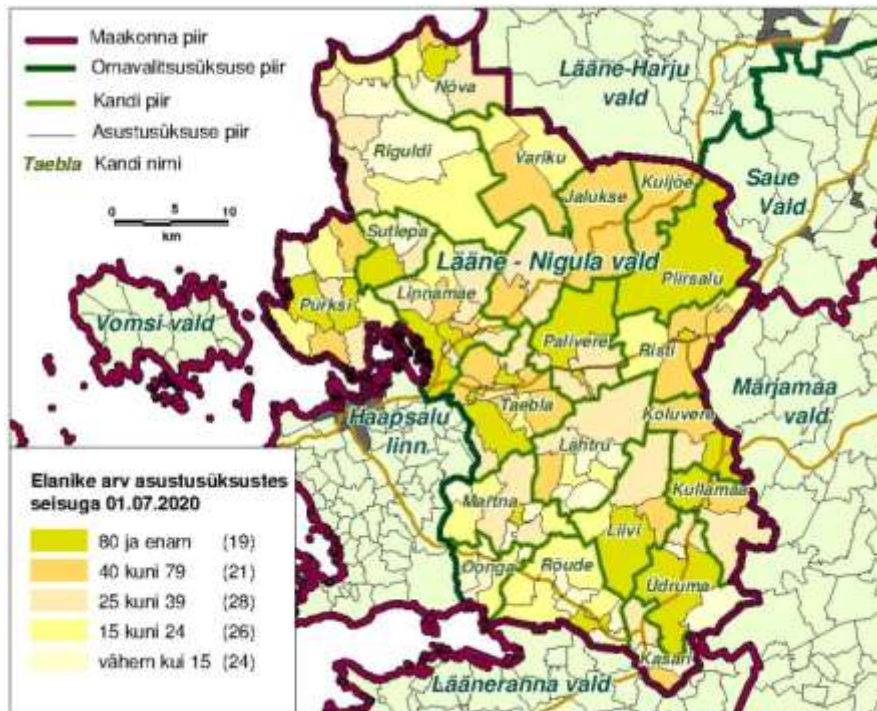 Maakonna piir
Omavalitsusüksuse piir
Kandi piir
Asustusüksuse piir
Taebla Kandi nimi
0 5 10
km
Lääne-Harju
vald
Saue
Vald
Nõva
Riguldi
Variku
Jalukse
Kuijõe
Sutlepa
Lääne - Nigula vald
Piirsalu
Pürksi
Linnamäe
Vormsi vald
Palivere
Risti
Märjamaa
vald
Haapsalu
linn
Taebla
Koluvere
Lähtru
Kullamaa
Martna
Liivi
Oonga
Rõude
Üdruma
Kasari
Lääneranna vald
Elanike arv asustusüksustes
seisuga 01.07.2020
80 ja enam (19)
40 kuni 79 (21)
25 kuni 39 (28)
15 kuni 24 (26)
vähem kui 15 (24)